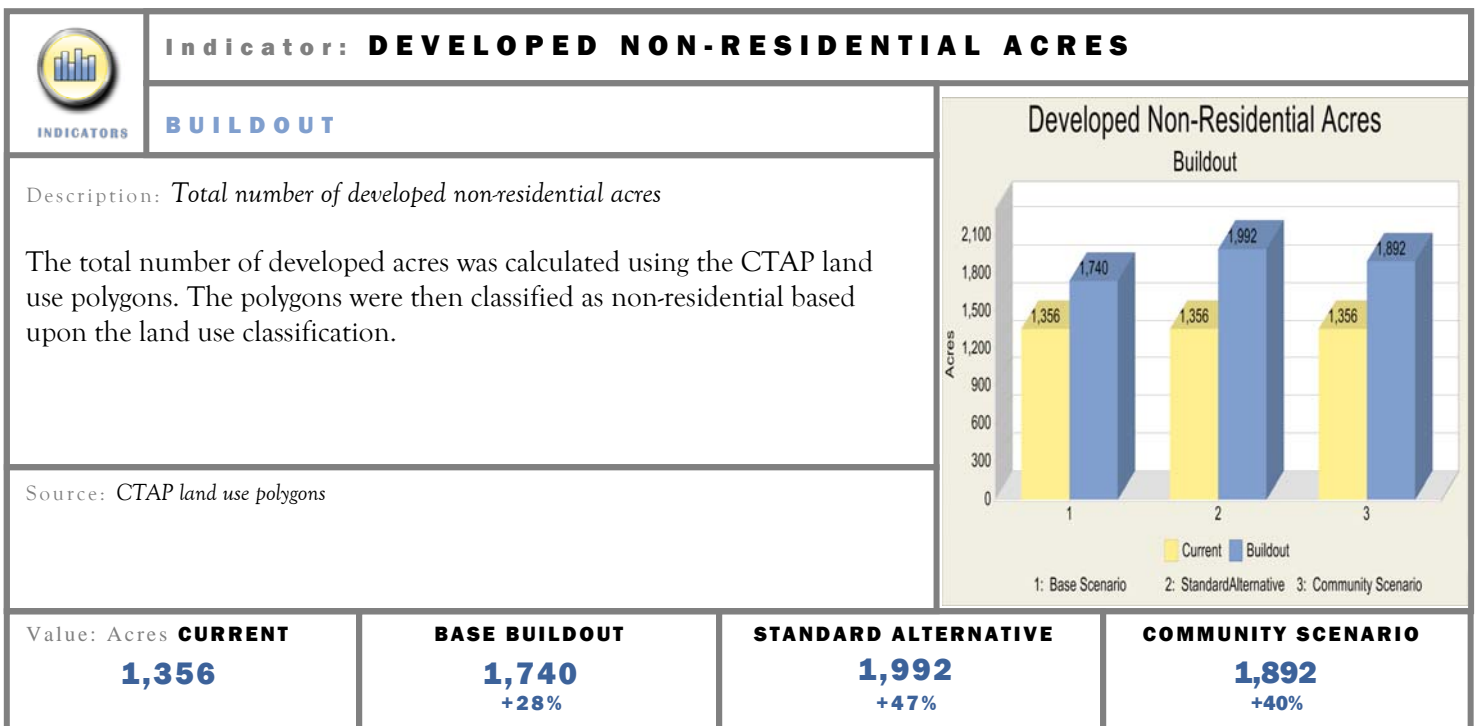 INDICATORS
Indicator: DEVELOPED NON-RESIDENTIAL ACRES
BUILDOUT
Description: Total number of developed non-residential acres
The total number of developed acres was calculated using the CTAP land
use polygons. The polygons were then classified as non-residential based
upon the land use classification.
Source: CTAP land use polygons
Developed Non-Residential Acres
Buildout
Acres
2,100
1,800
1,500
1,200
900
600
300
0
1,356
1,740
1,356
1,992
1,356
1,892
1 2 3
Current Buildout
1: Base Scenario 2: StandardAlternative 3: Community Scenario
Value: Acres CURRENT
1,356
BASE BUILDOUT
1,740
+28%
STANDARD ALTERNATIVE
1,992
+47%
COMMUNITY SCENARIO
1,892
+40%